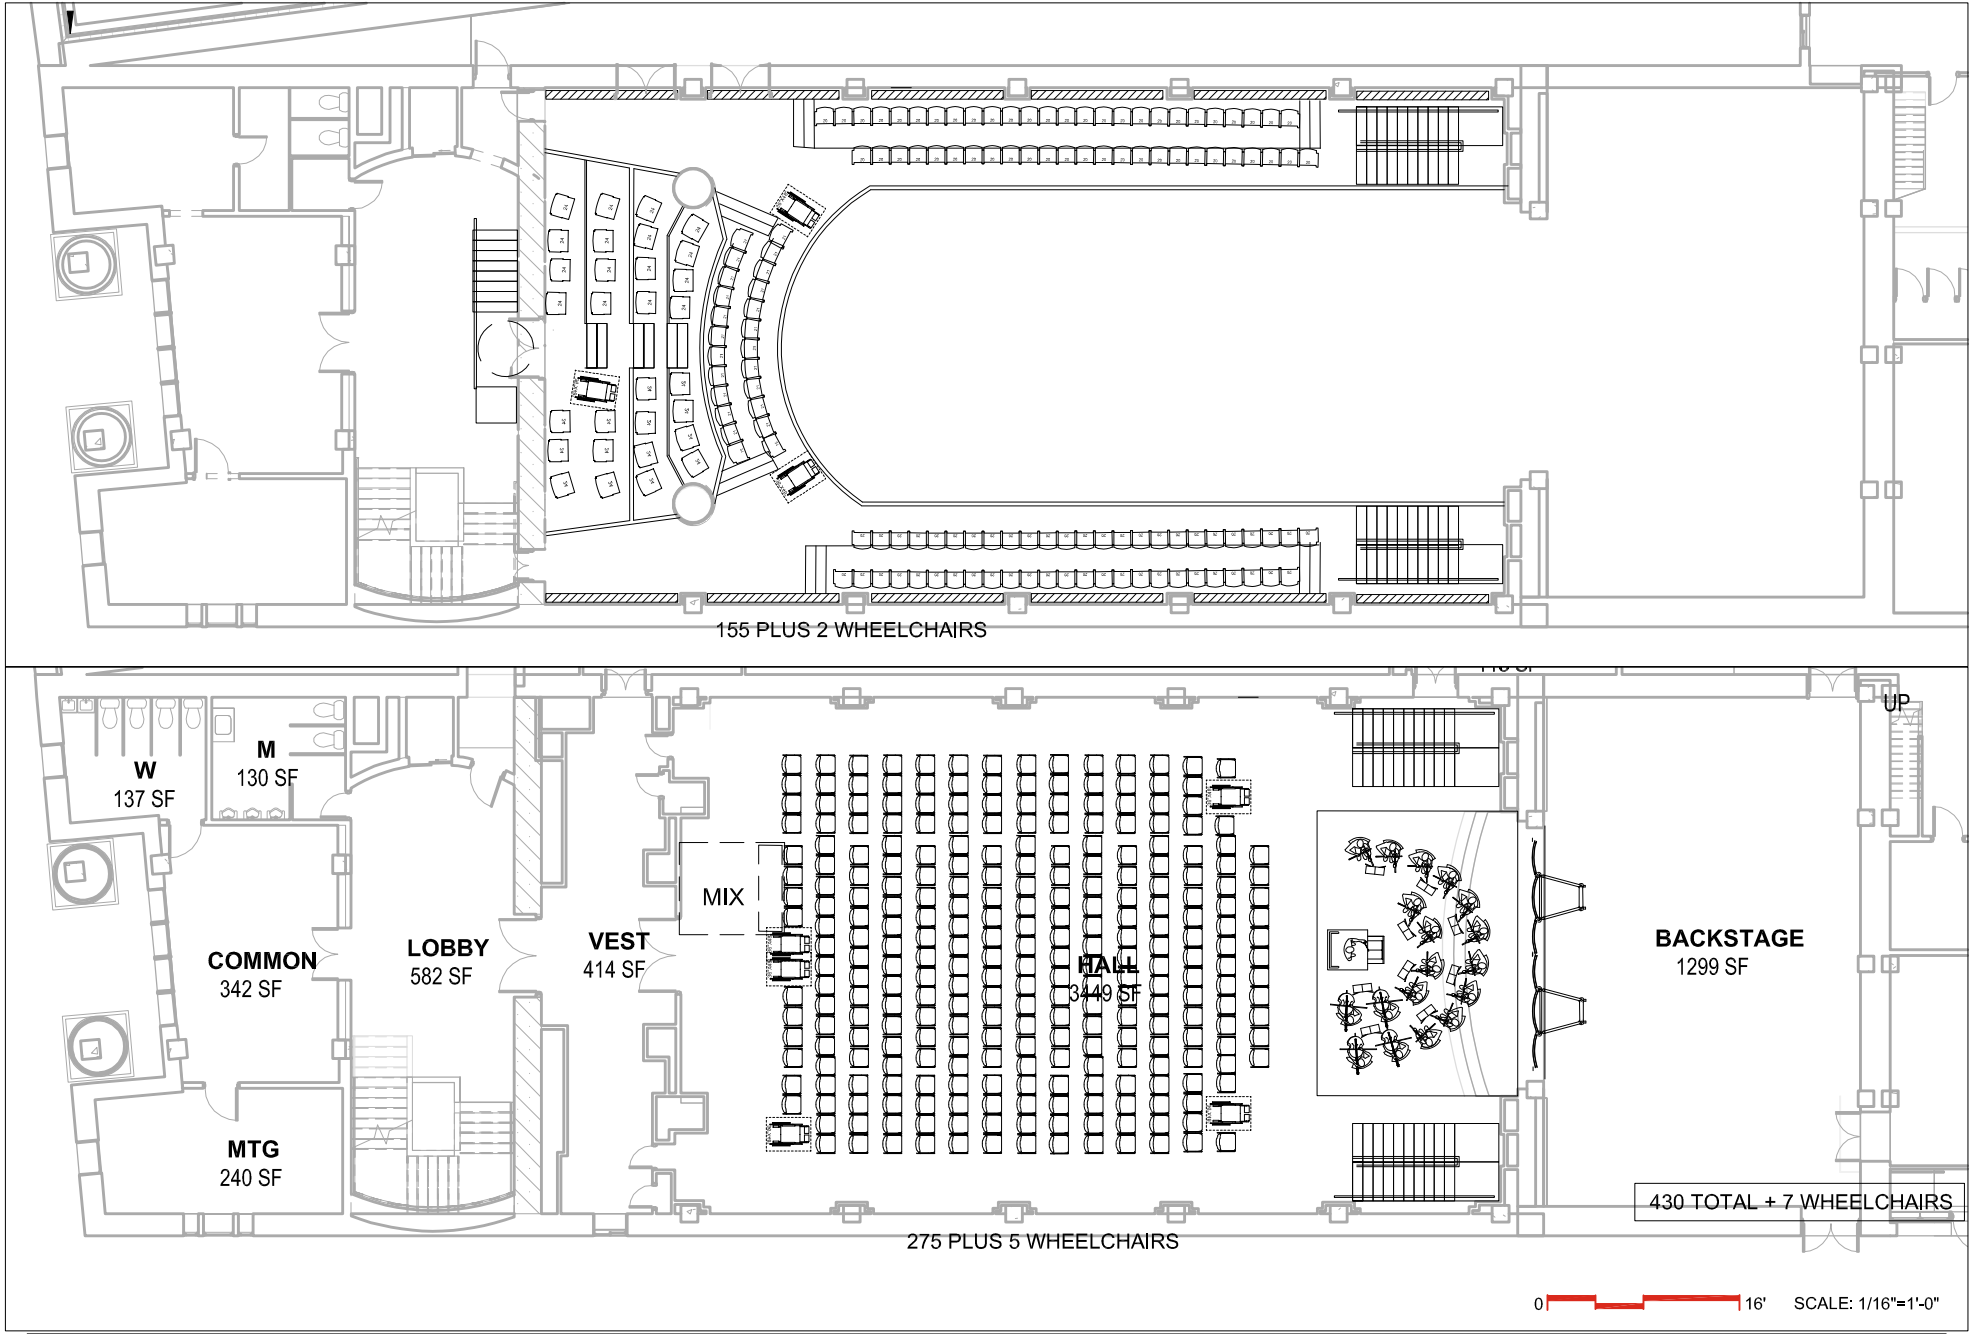 155 PLUS 2 WHEELCHAIRS
UP
W
137 SF
M
130 SF
MIX
COMMON
342 SF
LOBBY
582 SF
VEST
414 SF
HALL
3449 SF
BACKSTAGE
1299 SF
MTG
240 SF
430 TOTAL + 7 WHEELCHAIRS
275 PLUS 5 WHEELCHAIRS
0 16' SCALE: 1/16"=1'-0"